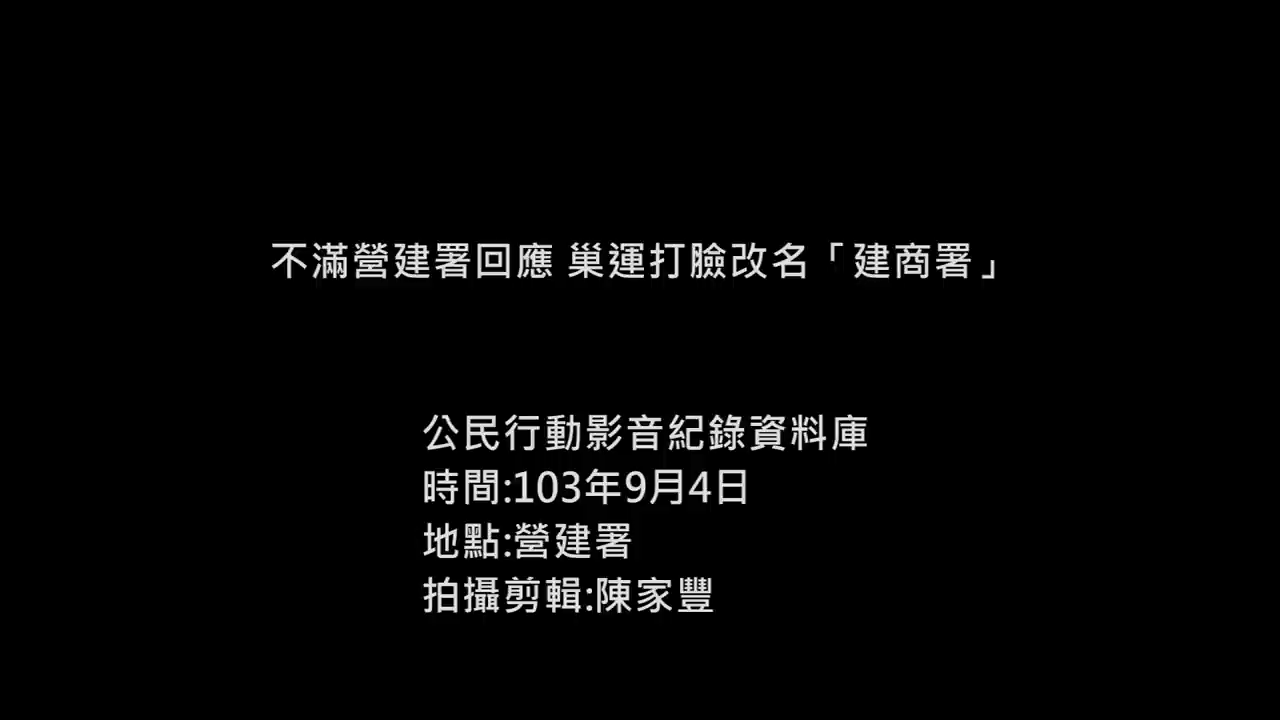 不滿營建署回應 巢運打臉改名「建商署」
公民行動影音紀錄資料庫
時間:103年9月4日
地點:營建署
拍攝剪輯:陳家豐